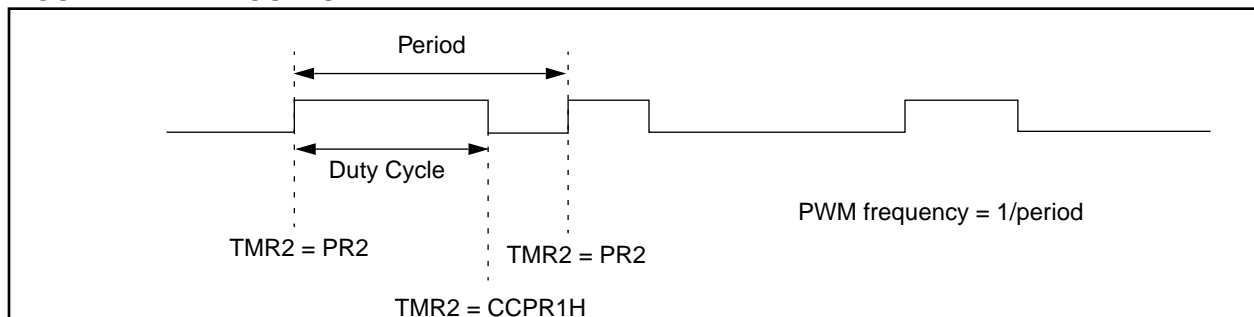 Period
Duty Cycle
PWM frequency = 1/period
TMR2 = PR2
TMR2 = PR2
TMR2 = CCPR1H